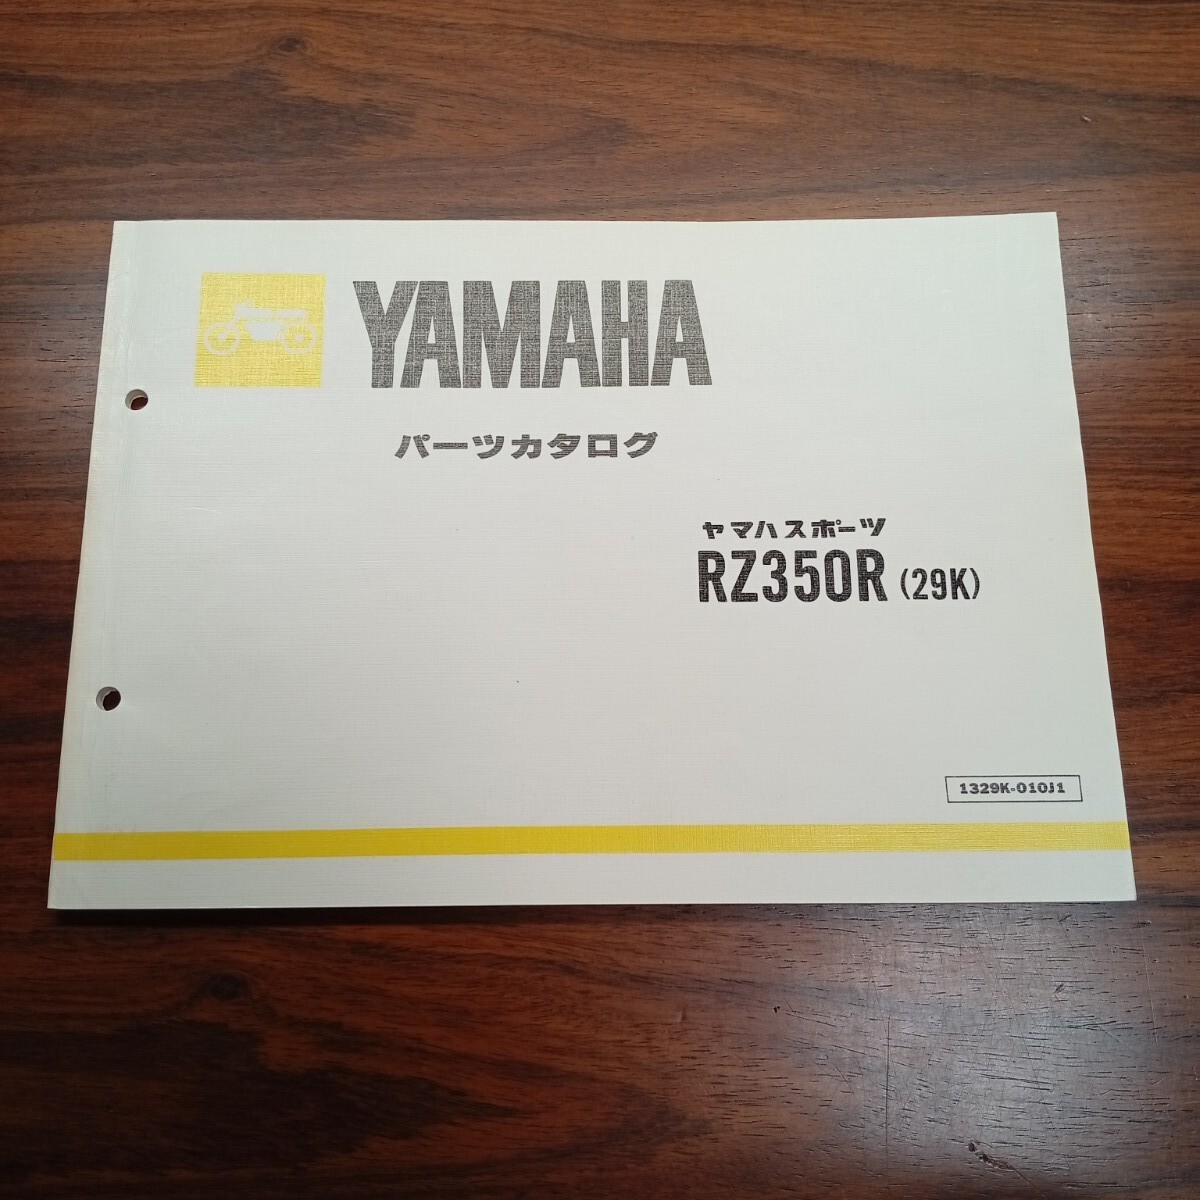 YAMAHA
パーツカタログ
ヤマハスポーツ
RZ350R (29K)
1329K-010J1